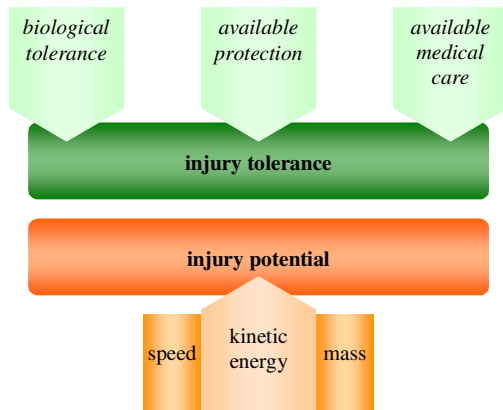 biological
tolerance
available
protection
available
medical
care
injury tolerance
injury potential
speed
kinetic
energy
mass